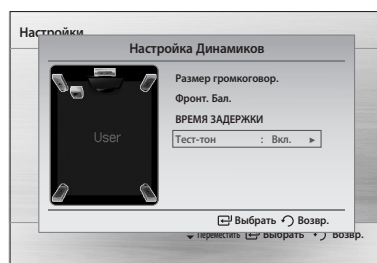 Настройки
Настройка Динамиков
Размер громкоговор.
Фронт. Бал.
ВРЕМЯ ЗАДЕРЖКИ
User
Тест-тон : Вкл. ►
Выбрать Возвр.
Переместить Выбрать Возвр.